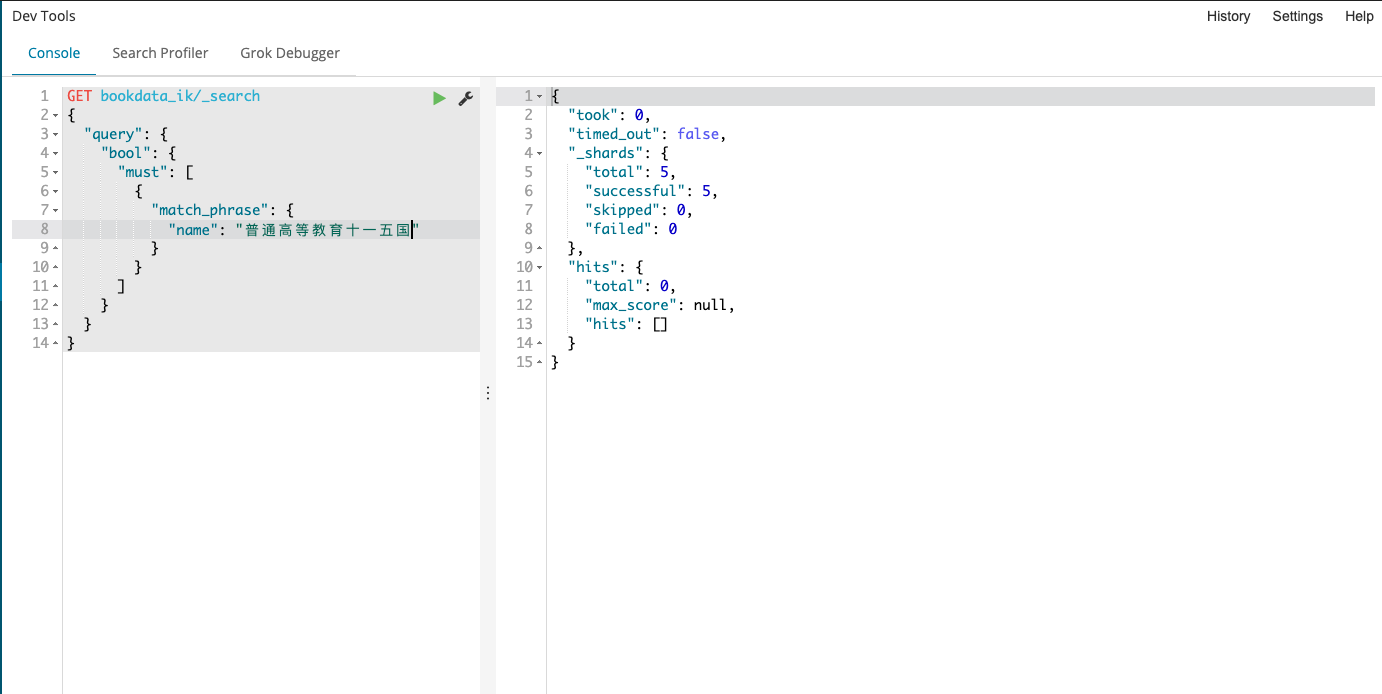 Dev Tools
History Settings Help
Console Search Profiler Grok Debugger
1 GET bookdata_ik/_search
2 {
3 "query": {
4 "bool": {
5 "must": [
6 {
7 "match_phrase": {
8 "name": "普通高等教育十一五国"
9 }
10 }
11 ]
12 }
13 }
14 }
1 {
2 "took": 0,
3 "timed_out": false,
4 "_shards": {
5 "total": 5,
6 "successful": 5,
7 "skipped": 0,
8 "failed": 0
9 },
10 "hits": {
11 "total": 0,
12 "max_score": null,
13 "hits": []
14 }
15 }